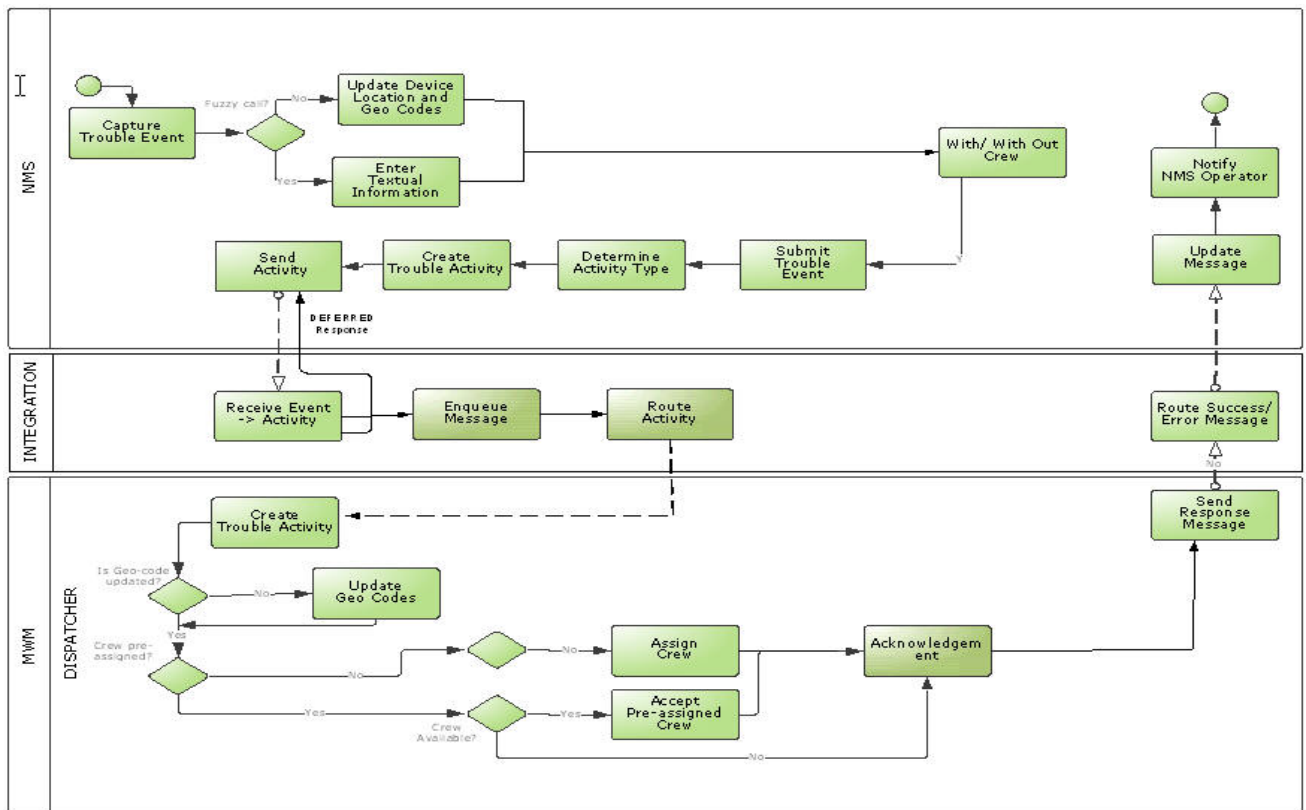 NMS
Fuzzy call?
No
Update Device
Location and
Geo Codes
Capture
Trouble Event
Yes
Enter
Textual
Information
With/ With Out
Crew
Y
Notify
NMS Operator
Update
Message
Send
Activity
Create
Trouble Activity
Determine
Activity Type
Submit
Trouble
Event
DEFERRED
Response
INTEGRATION
Receive Event
-> Activity
Enqueue
Message
Route
Activity
Route Success/
Error Message
No
MWM
DISPATCHER
Create
Trouble Activity
Send
Response
Message
Is Geo-code
updated?
No
Update
Geo Codes
Yes
Crew pre-
assigned?
No
No
Assign
Crew
Acknowledgem
ent
Yes
Crew
Available?
Yes
Accept
Pre-assigned
Crew
No